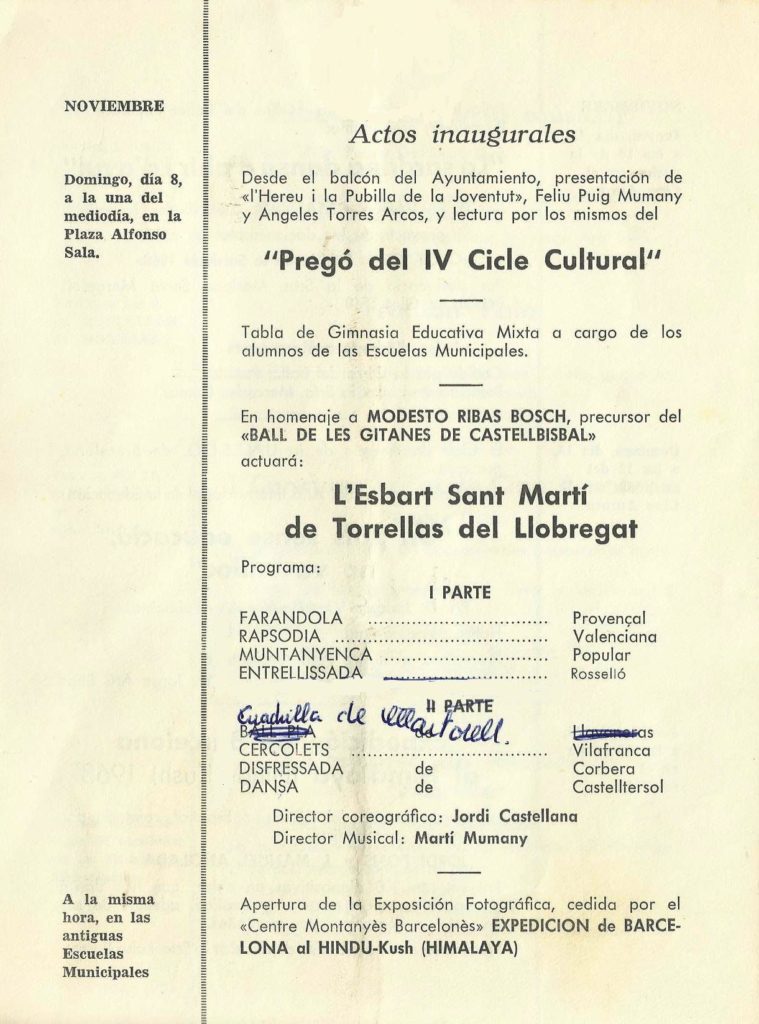 NOVIEMBRE
Domingo, día 8,
a la una del
mediodía, en la
Plaza Alfonso
Sala.
Actos inaugurales
Desde el balcón del Ayuntamiento, presentación de
«l'Hereu i la Pubilla de la Joventut», Feliu Puig Mumany
y Angeles Torres Arcos, y lectura por los mismos del
"Pregó del IV Cicle Cultural"
Tabla de Gimnasia Educativa Mixta a cargo de los
alumnos de las Escuelas Municipales.
En homenaje a MODESTO RIBAS BOSCH, precursor del
«BALL DE LES GITANES DE CASTELLBISBAL»
actuará:
L'Esbart Sant Martí
de Torrellas del Llobregat
Programa:
I PARTE
FARANDOLA .............................. Provençal
RAPSODIA .................................... Valenciana
MUNTANYENCA ........................... Popular
ENTRELLISSADA ........................... Rosselló
II PARTE
Cuadrilla de Martorell.
BALL PLA de Llavaneras
CERCOLETS ................................. Vilafranca
DISFRESSADA de Corbera
DANSA de Castelltersol
Director coreográfico: Jordi Castellana
Director Musical: Martí Mumany
A la misma
hora, en las
antiguas
Escuelas
Municipales
Apertura de la Exposición Fotográfica, cedida por el
«Centre Montanyès Barcelonès» EXPEDICION de BARCE-
LONA al HINDU-Kush (HIMALAYA)